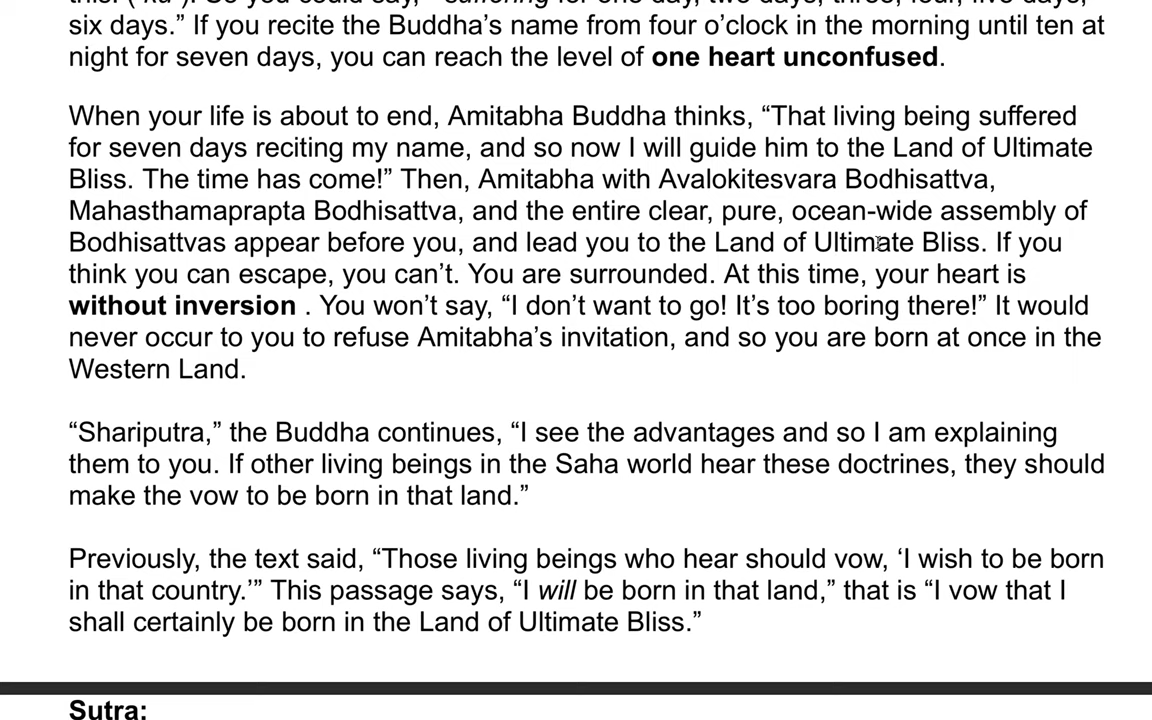 six days.” If you recite the Buddha’s name from four o’clock in the morning until ten at
night for seven days, you can reach the level of one heart unconfused.
When your life is about to end, Amitabha Buddha thinks, “That living being suffered
for seven days reciting my name, and so now I will guide him to the Land of Ultimate
Bliss. The time has come!” Then, Amitabha with Avalokitesvara Bodhisattva,
Mahasthamaprapta Bodhisattva, and the entire clear, pure, ocean-wide assembly of
Bodhisattvas appear before you, and lead you to the Land of Ultimate Bliss. If you
think you can escape, you can’t. You are surrounded. At this time, your heart is
without inversion . You won’t say, “I don’t want to go! It’s too boring there!” It would
never occur to you to refuse Amitabha’s invitation, and so you are born at once in the
Western Land.
“Shariputra,” the Buddha continues, “I see the advantages and so I am explaining
them to you. If other living beings in the Saha world hear these doctrines, they should
make the vow to be born in that land.”
Previously, the text said, “Those living beings who hear should vow, ‘I wish to be born
in that country.’” This passage says, “I will be born in that land,” that is “I vow that I
shall certainly be born in the Land of Ultimate Bliss.”
Sutra: